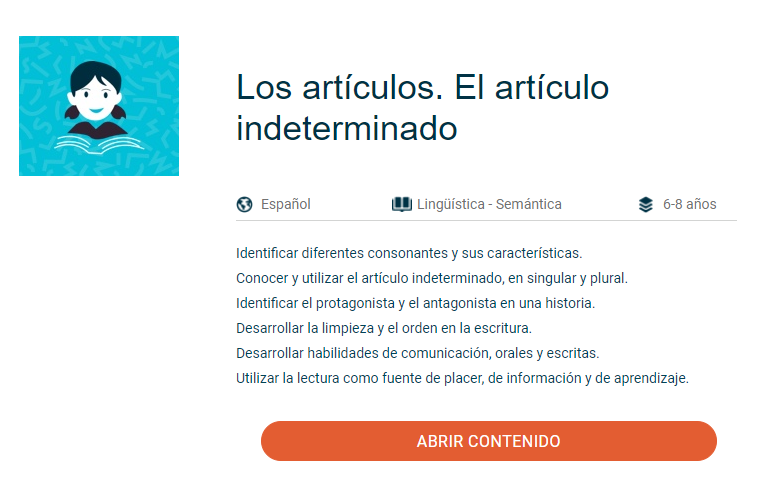 Los artículos. El artículo
indeterminado
Español
Lingüística - Semántica
6-8 años
Identificar diferentes consonantes y sus características.
Conocer y utilizar el artículo indeterminado, en singular y plural.
Identificar el protagonista y el antagonista en una historia.
Desarrollar la limpieza y el orden en la escritura.
Desarrollar habilidades de comunicación, orales y escritas.
Utilizar la lectura como fuente de placer, de información y de aprendizaje.
ABRIR CONTENIDO